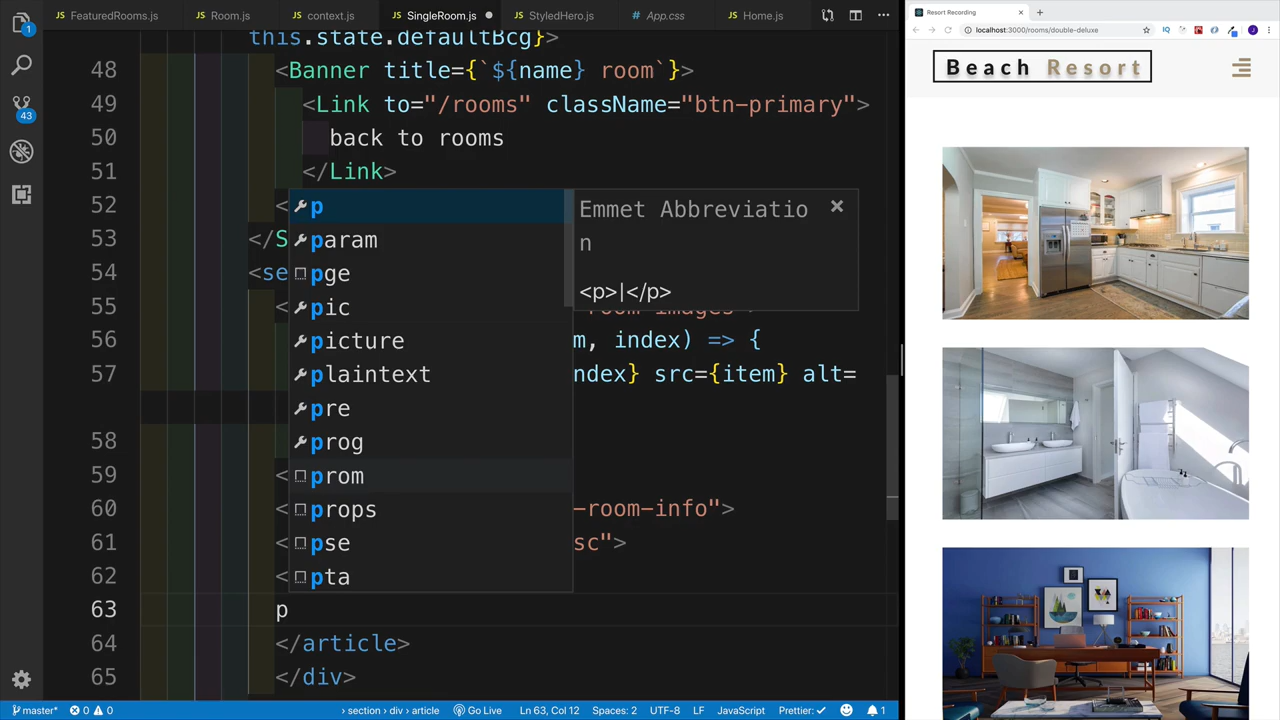 FeaturedRooms.js
Room.js
context.js
SingleRoom.js
StyledHero.js
App.css
Home.js
this.state.defaultBcg}>
48 <Banner title={`${name} room`}>
49 <Link to="/rooms" className="btn-primary">
50 back to rooms
51 </Link>
52 <
53 </S
54 <se
55 <
56 m, index) => {
57 ndex} src={item} alt=
58
59 <
60 < -room-info">
61 < sc">
62 <
63 p
64 </article>
65 </div>
p
param
pge
pic
picture
plaintext
pre
prog
prom
props
pse
pta
Emmet Abbreviatio
n
<p>|</p>
1
43
master*
0
0
› section › div › article
Go Live
Ln 63, Col 12
Spaces: 2
UTF-8
LF
JavaScript
Prettier: ✓
1
Resort Recording
localhost:3000/rooms/double-deluxe
IQ
J
Beach Resort